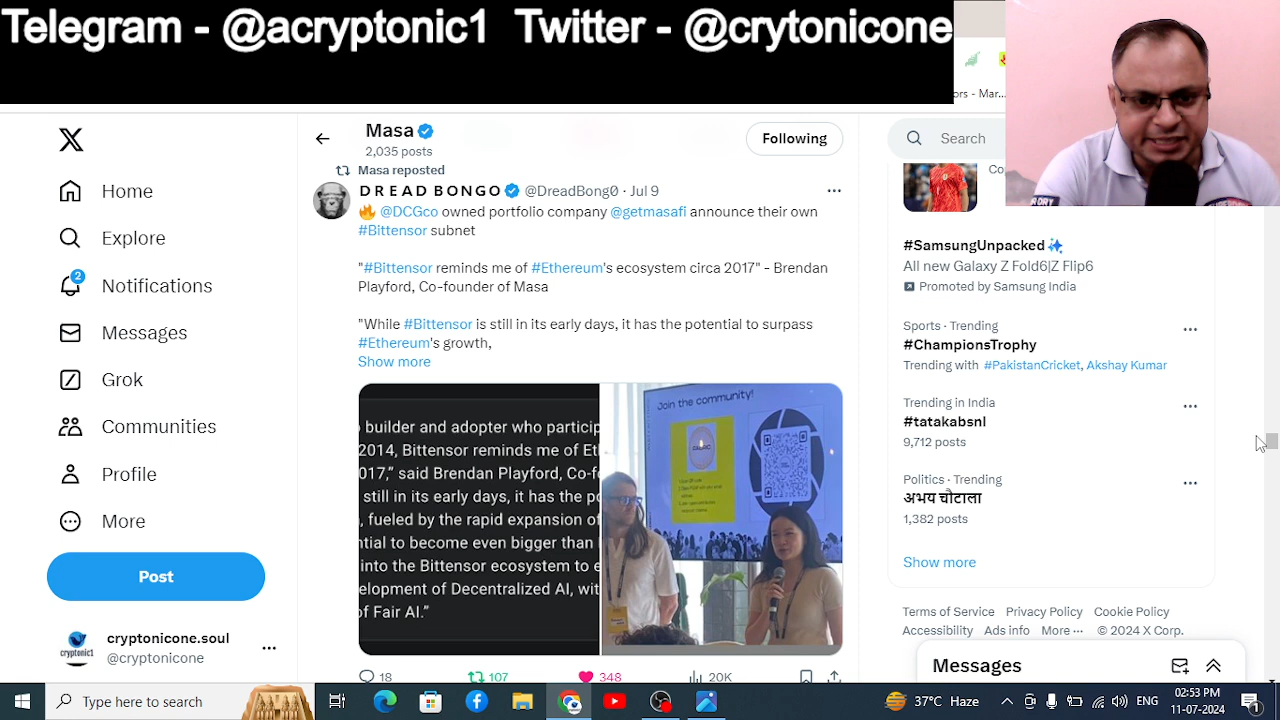 Telegram - @acryptonic1 Twitter - @crytonicone
ors - Mar...
Masa
2,035 posts
Following
Search
Home
Explore
2
Notifications
Messages
Grok
Communities
Profile
More
Post
cryptonicone.soul
@cryptonicone
cryptonic1
Masa reposted
DREAD BONGO @DreadBong0 · Jul 9
🔥 @DCGco owned portfolio company @getmasafi announce their own
#Bittensor subnet
"#Bittensor reminds me of #Ethereum's ecosystem circa 2017" - Brendan
Playford, Co-founder of Masa
"While #Bittensor is still in its early days, it has the potential to surpass
#Ethereum's growth,
Show more
builder and adopter who particip
2014, Bittensor reminds me of Et
017,” said Brendan Playford, Co-f
still in its early days, it has the po
, fueled by the rapid expansion of
ntial to become even bigger than
into the Bittensor ecosystem to e
elopment of Decentralized AI, wit
of Fair AI.”
Join the community!
18
107
348
20K
Co
#SamsungUnpacked
All new Galaxy Z Fold6|Z Flip6
Promoted by Samsung India
Sports · Trending
#ChampionsTrophy
Trending with #PakistanCricket, Akshay Kumar
Trending in India
#tatakabsnl
9,712 posts
Politics · Trending
अभय चौटाला
1,382 posts
Show more
Terms of Service Privacy Policy Cookie Policy
Accessibility Ads info More ··· © 2024 X Corp.
Messages
Type here to search
37°C Haze
ENG
02:53 PM
11-07-2024
1